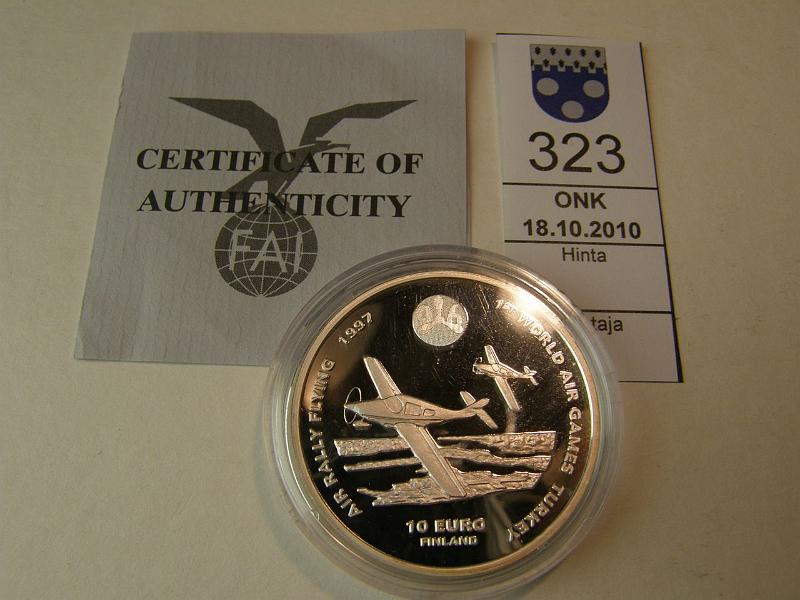 CERTIFICATE OF
AUTHENTICITY
FAI
323
ONK
18.10.2010
Hinta
taja
AIR RALLY FLYING 1997
1ST WORLD AIR GAMES TURKEY
10 EURO
FINLAND